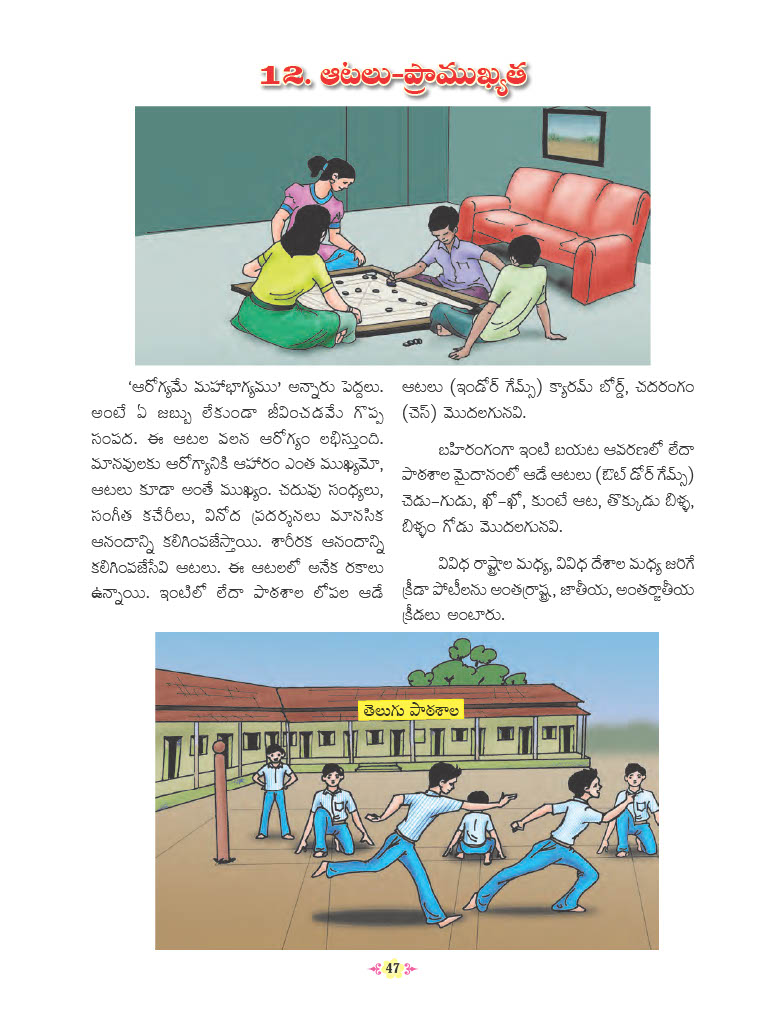 12. ఆటలు-ప్రాముఖ్యత
‘ఆరోగ్యమే మహాభాగ్యము’ అన్నారు పెద్దలు.
అంటే ఏ జబ్బు లేకుండా జీవించడమే గొప్ప
సంపద. ఈ ఆటల వలన ఆరోగ్యం లభిస్తుంది.
మానవులకు ఆరోగ్యానికి ఆహారం ఎంత ముఖ్యమో,
ఆటలు కూడా అంతే ముఖ్యం. చదువు సంధ్యలు,
సంగీత కచేరీలు, వినోద ప్రదర్శనలు మానసిక
ఆనందాన్ని కలిగింపజేస్తాయి. శారీరక ఆనందాన్ని
కలిగింపజేసేవి ఆటలు. ఈ ఆటలలో అనేక రకాలు
ఉన్నాయి. ఇంటిలో లేదా పాఠశాల లోపల ఆడే
ఆటలు (ఇండోర్ గేమ్స్) క్యారమ్ బోర్డ్, చదరంగం
(చెస్) మొదలగునవి.
బహిరంగంగా ఇంటి బయట ఆవరణలో లేదా
పాఠశాల మైదానంలో ఆడే ఆటలు (ఔట్ డోర్ గేమ్స్)
చెడు-గుడు, ఖో-ఖో, కుంటే ఆట, తొక్కుడు బిళ్ళ,
బిళ్ళం గోడు మొదలగునవి.
వివిధ రాష్ట్రాల మధ్య, వివిధ దేశాల మధ్య జరిగే
క్రీడా పోటీలను అంతర్రాష్ట్ర, జాతీయ, అంతర్జాతీయ
క్రీడలు అంటారు.
తెలుగు పాఠశాల
47